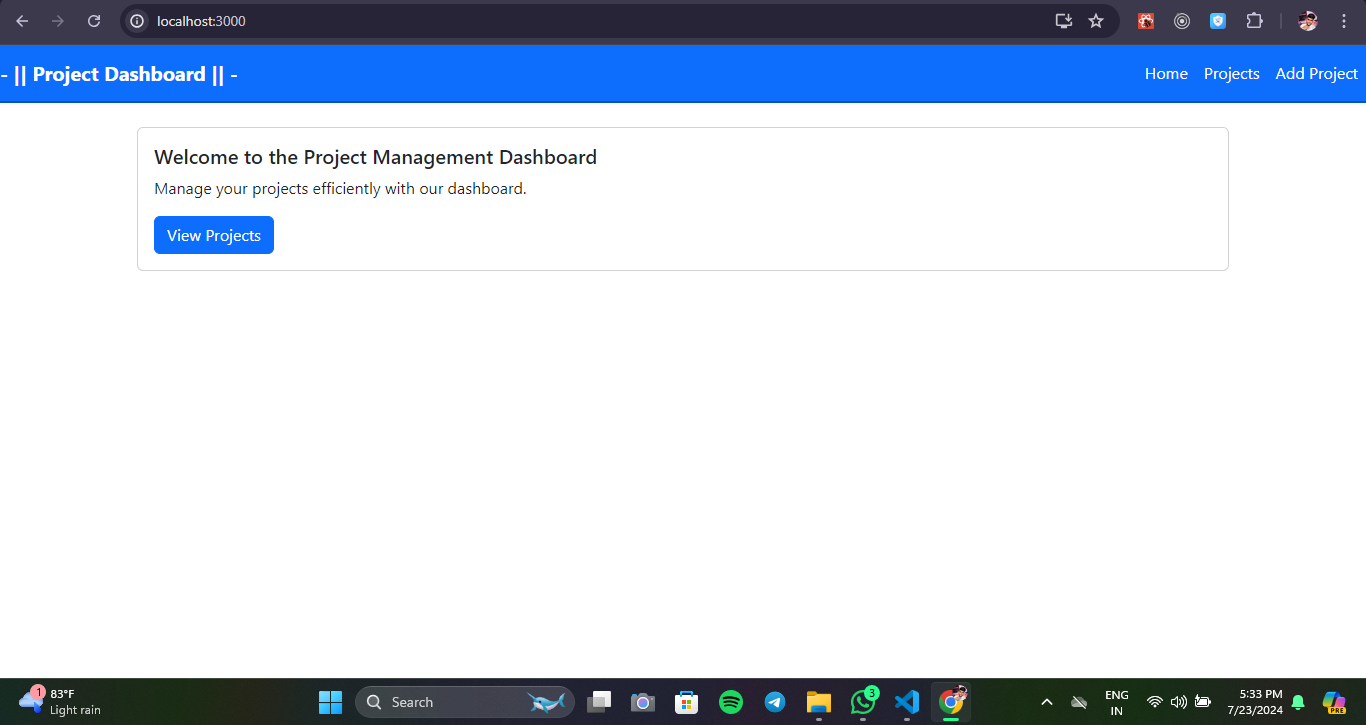 localhost:3000
- || Project Dashboard || -
Home Projects Add Project
Welcome to the Project Management Dashboard
Manage your projects efficiently with our dashboard.
View Projects
1
83°F
Light rain
Search
3
ENG
IN
5:33 PM
7/23/2024
PRE